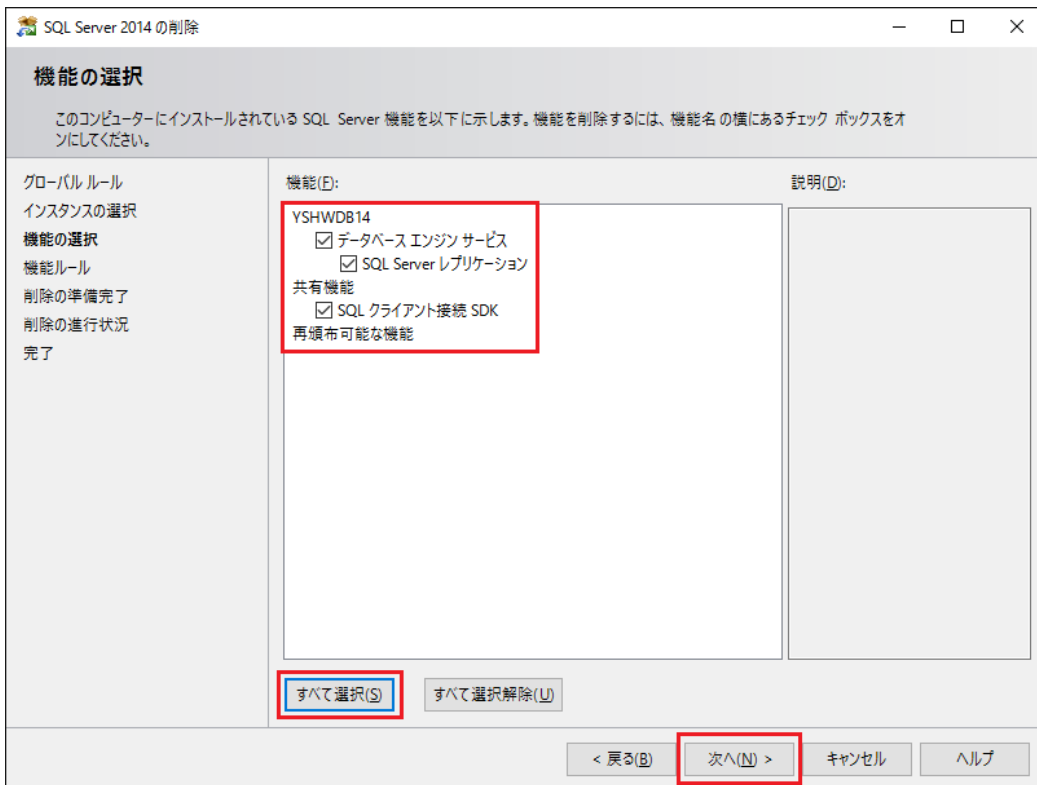 SQL Server 2014 の削除
機能の選択
このコンピューターにインストールされている SQL Server 機能を以下に示します。機能を削除するには、機能名の横にあるチェック ボックスをオ
ンにしてください。
グローバル ルール
インスタンスの選択
機能の選択
機能ルール
削除の準備完了
削除の進行状況
完了
機能(F):
YSHWDB14
データベース エンジン サービス
SQL Server レプリケーション
共有機能
SQL クライアント接続 SDK
再頒布可能な機能
説明(D):
すべて選択(S)
すべて選択解除(U)
< 戻る(B)
次へ(N) >
キャンセル
ヘルプ